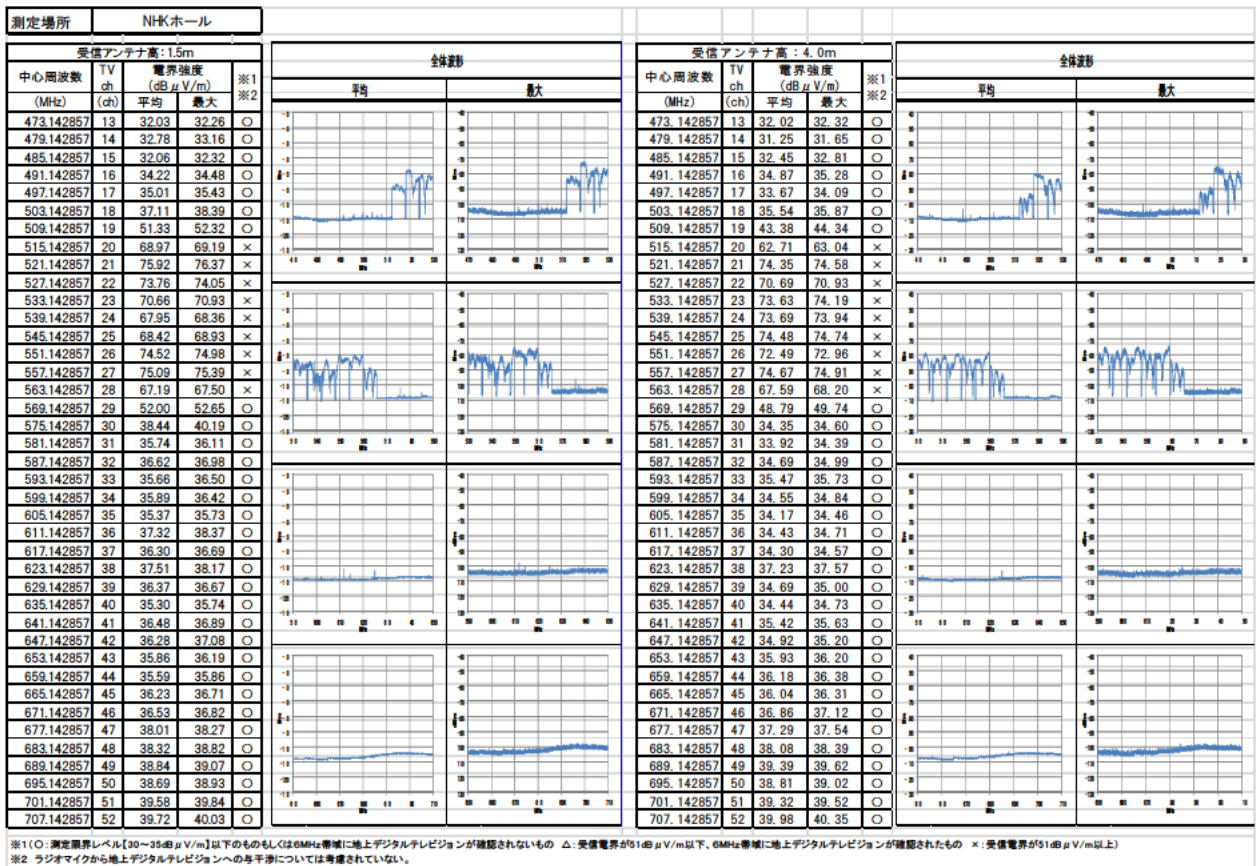 測定場所 NHKホール
受信アンテナ高:1.5m
全体波形
中心周波数 TV ch 電界強度 (dBμV/m) ※1 ※2
平均 最大
(MHz) (ch) 平均 最大
473.142857 13 32.03 32.26 ○
479.142857 14 32.78 33.16 ○
485.142857 15 32.06 32.32 ○
491.142857 16 34.22 34.48 ○
497.142857 17 35.01 35.43 ○
503.142857 18 37.11 38.39 ○
509.142857 19 51.33 52.32 ○
515.142857 20 68.97 69.19 ×
521.142857 21 75.92 76.37 ×
527.142857 22 73.76 74.05 ×
533.142857 23 70.66 70.93 ×
539.142857 24 67.95 68.36 ×
545.142857 25 68.42 68.93 ×
551.142857 26 74.52 74.98 ×
557.142857 27 75.09 75.39 ×
563.142857 28 67.19 67.50 ×
569.142857 29 52.00 52.65 ○
575.142857 30 38.44 40.19 ○
581.142857 31 35.74 36.11 ○
587.142857 32 36.62 36.98 ○
593.142857 33 35.66 36.50 ○
599.142857 34 35.89 36.42 ○
605.142857 35 35.37 35.73 ○
611.142857 36 37.32 38.37 ○
617.142857 37 36.30 36.69 ○
623.142857 38 37.51 38.17 ○
629.142857 39 36.37 36.67 ○
635.142857 40 35.30 35.74 ○
641.142857 41 36.48 36.89 ○
647.142857 42 36.28 37.08 ○
653.142857 43 35.86 36.19 ○
659.142857 44 35.59 35.86 ○
665.142857 45 36.23 36.71 ○
671.142857 46 36.53 36.82 ○
677.142857 47 38.01 38.27 ○
683.142857 48 38.32 38.82 ○
689.142857 49 38.84 39.07 ○
695.142857 50 38.69 38.93 ○
701.142857 51 39.58 39.84 ○
707.142857 52 39.72 40.03 ○
受信アンテナ高:4.0m
全体波形
中心周波数 TV ch 電界強度 (dBμV/m) ※1 ※2
平均 最大
(MHz) (ch) 平均 最大
473.142857 13 32.02 32.32 ○
479.142857 14 31.25 31.65 ○
485.142857 15 32.45 32.81 ○
491.142857 16 34.87 35.28 ○
497.142857 17 33.67 34.09 ○
503.142857 18 35.54 35.87 ○
509.142857 19 43.38 44.34 ○
515.142857 20 62.71 63.04 ×
521.142857 21 74.35 74.58 ×
527.142857 22 70.69 70.93 ×
533.142857 23 73.63 74.19 ×
539.142857 24 73.69 73.94 ×
545.142857 25 74.48 74.74 ×
551.142857 26 72.49 72.96 ×
557.142857 27 74.67 74.91 ×
563.142857 28 67.59 68.20 ×
569.142857 29 48.79 49.74 ○
575.142857 30 34.35 34.60 ○
581.142857 31 33.92 34.39 ○
587.142857 32 34.69 34.99 ○
593.142857 33 35.47 35.73 ○
599.142857 34 34.55 34.84 ○
605.142857 35 34.17 34.46 ○
611.142857 36 34.43 34.71 ○
617.142857 37 34.30 34.57 ○
623.142857 38 37.23 37.57 ○
629.142857 39 34.69 35.00 ○
635.142857 40 34.44 34.73 ○
641.142857 41 35.42 35.63 ○
647.142857 42 34.92 35.20 ○
653.142857 43 35.93 36.20 ○
659.142857 44 36.18 36.38 ○
665.142857 45 36.04 36.31 ○
671.142857 46 36.86 37.12 ○
677.142857 47 37.29 37.54 ○
683.142857 48 38.08 38.39 ○
689.142857 49 39.39 39.62 ○
695.142857 50 38.81 39.02 ○
701.142857 51 39.32 39.52 ○
707.142857 52 39.98 40.35 ○
※1(○:測定限界レベル【30~35dBμV/m】以下のものもしくは6MHz帯域に地上デジタルテレビジョンが確認されないもの △:受信電界が51dBμV/m以下、6MHz帯域に地上デジタルテレビジョンが確認されたもの ×:受信電界が51dBμV/m以上)
※2 ラジオマイクから地上デジタルテレビジョンへの与干渉については考慮されていない。